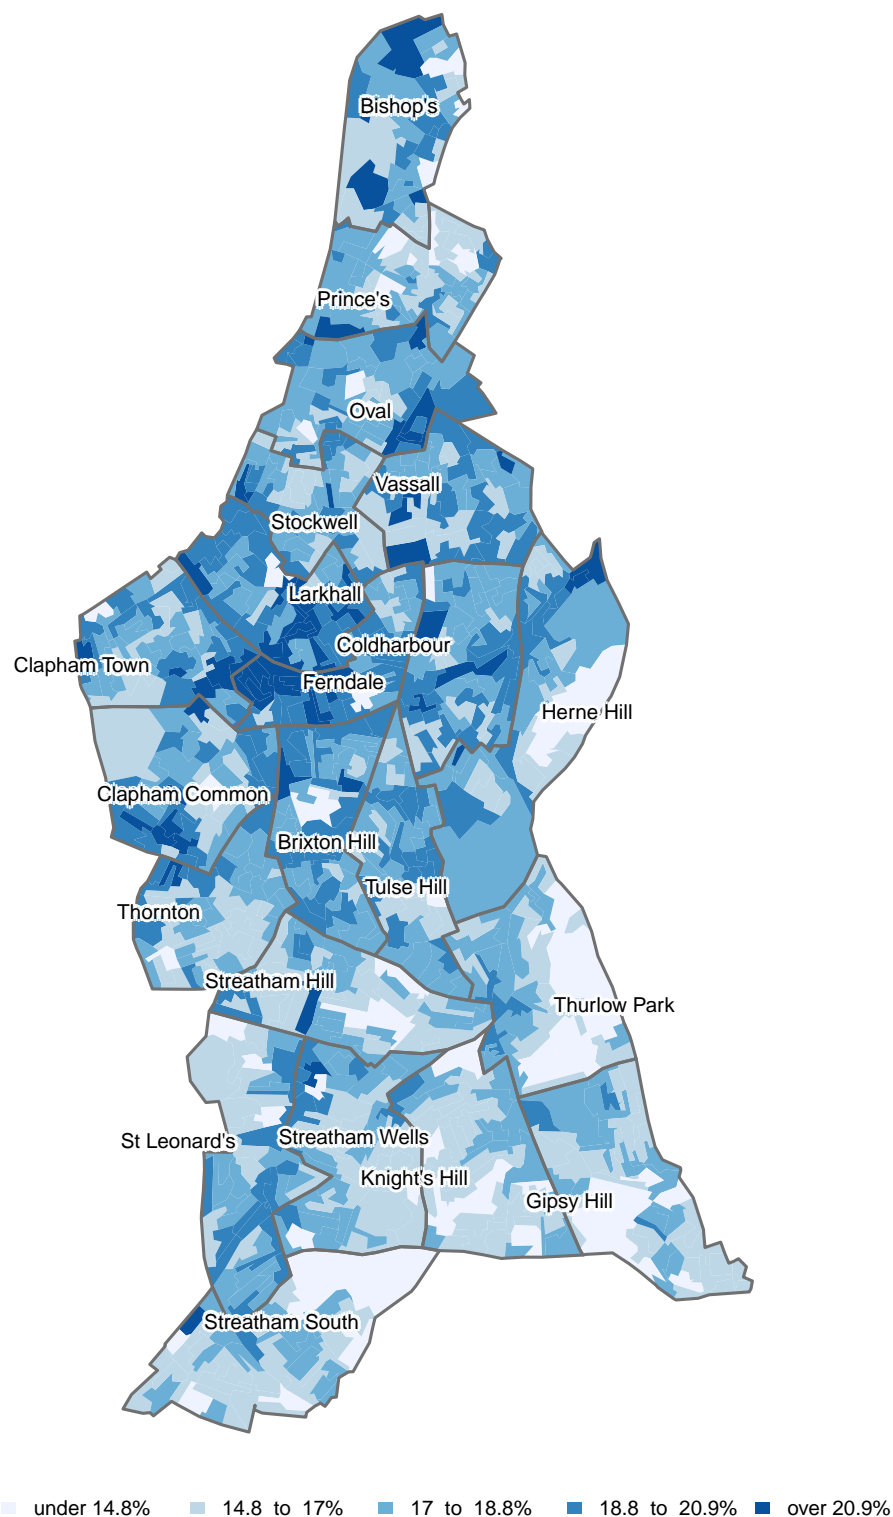 Bishop's
Prince's
Oval
Vassall
Stockwell
Larkhall
Coldharbour
Clapham Town
Ferndale
Herne Hill
Clapham Common
Brixton Hill
Tulse Hill
Thornton
Streatham Hill
Thurlow Park
St Leonard's
Streatham Wells
Knight's Hill
Gipsy Hill
Streatham South
under 14.8% 14.8 to 17% 17 to 18.8% 18.8 to 20.9% over 20.9%